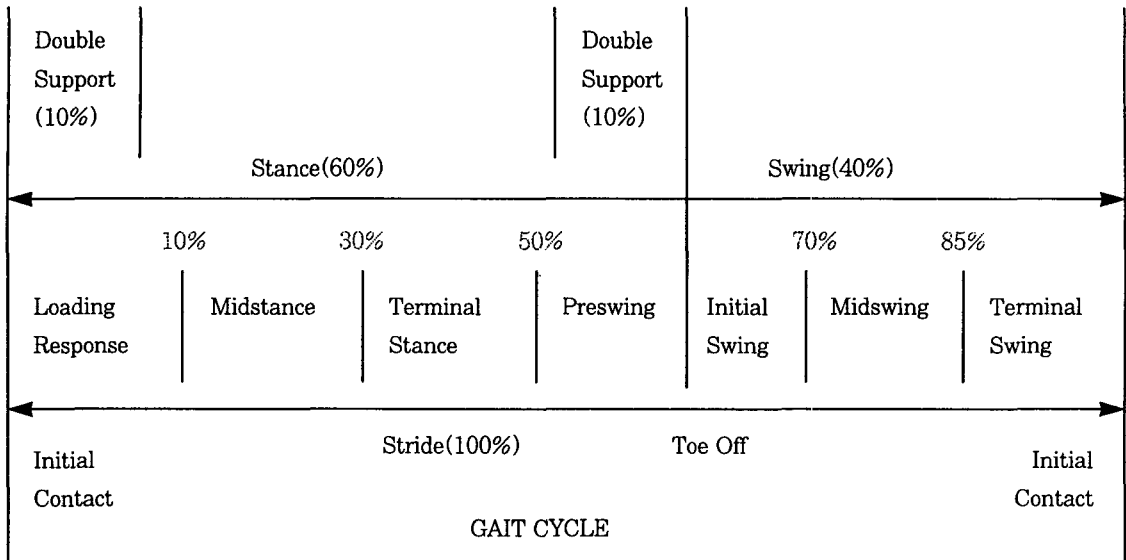 Double Support (10%)
Double Support (10%)
Stance(60%)
Swing(40%)
10%
30%
50%
70%
85%
Loading Response
Midstance
Terminal Stance
Preswing
Initial Swing
Midswing
Terminal Swing
Stride(100%)
Toe Off
Initial Contact
Initial Contact
GAIT CYCLE